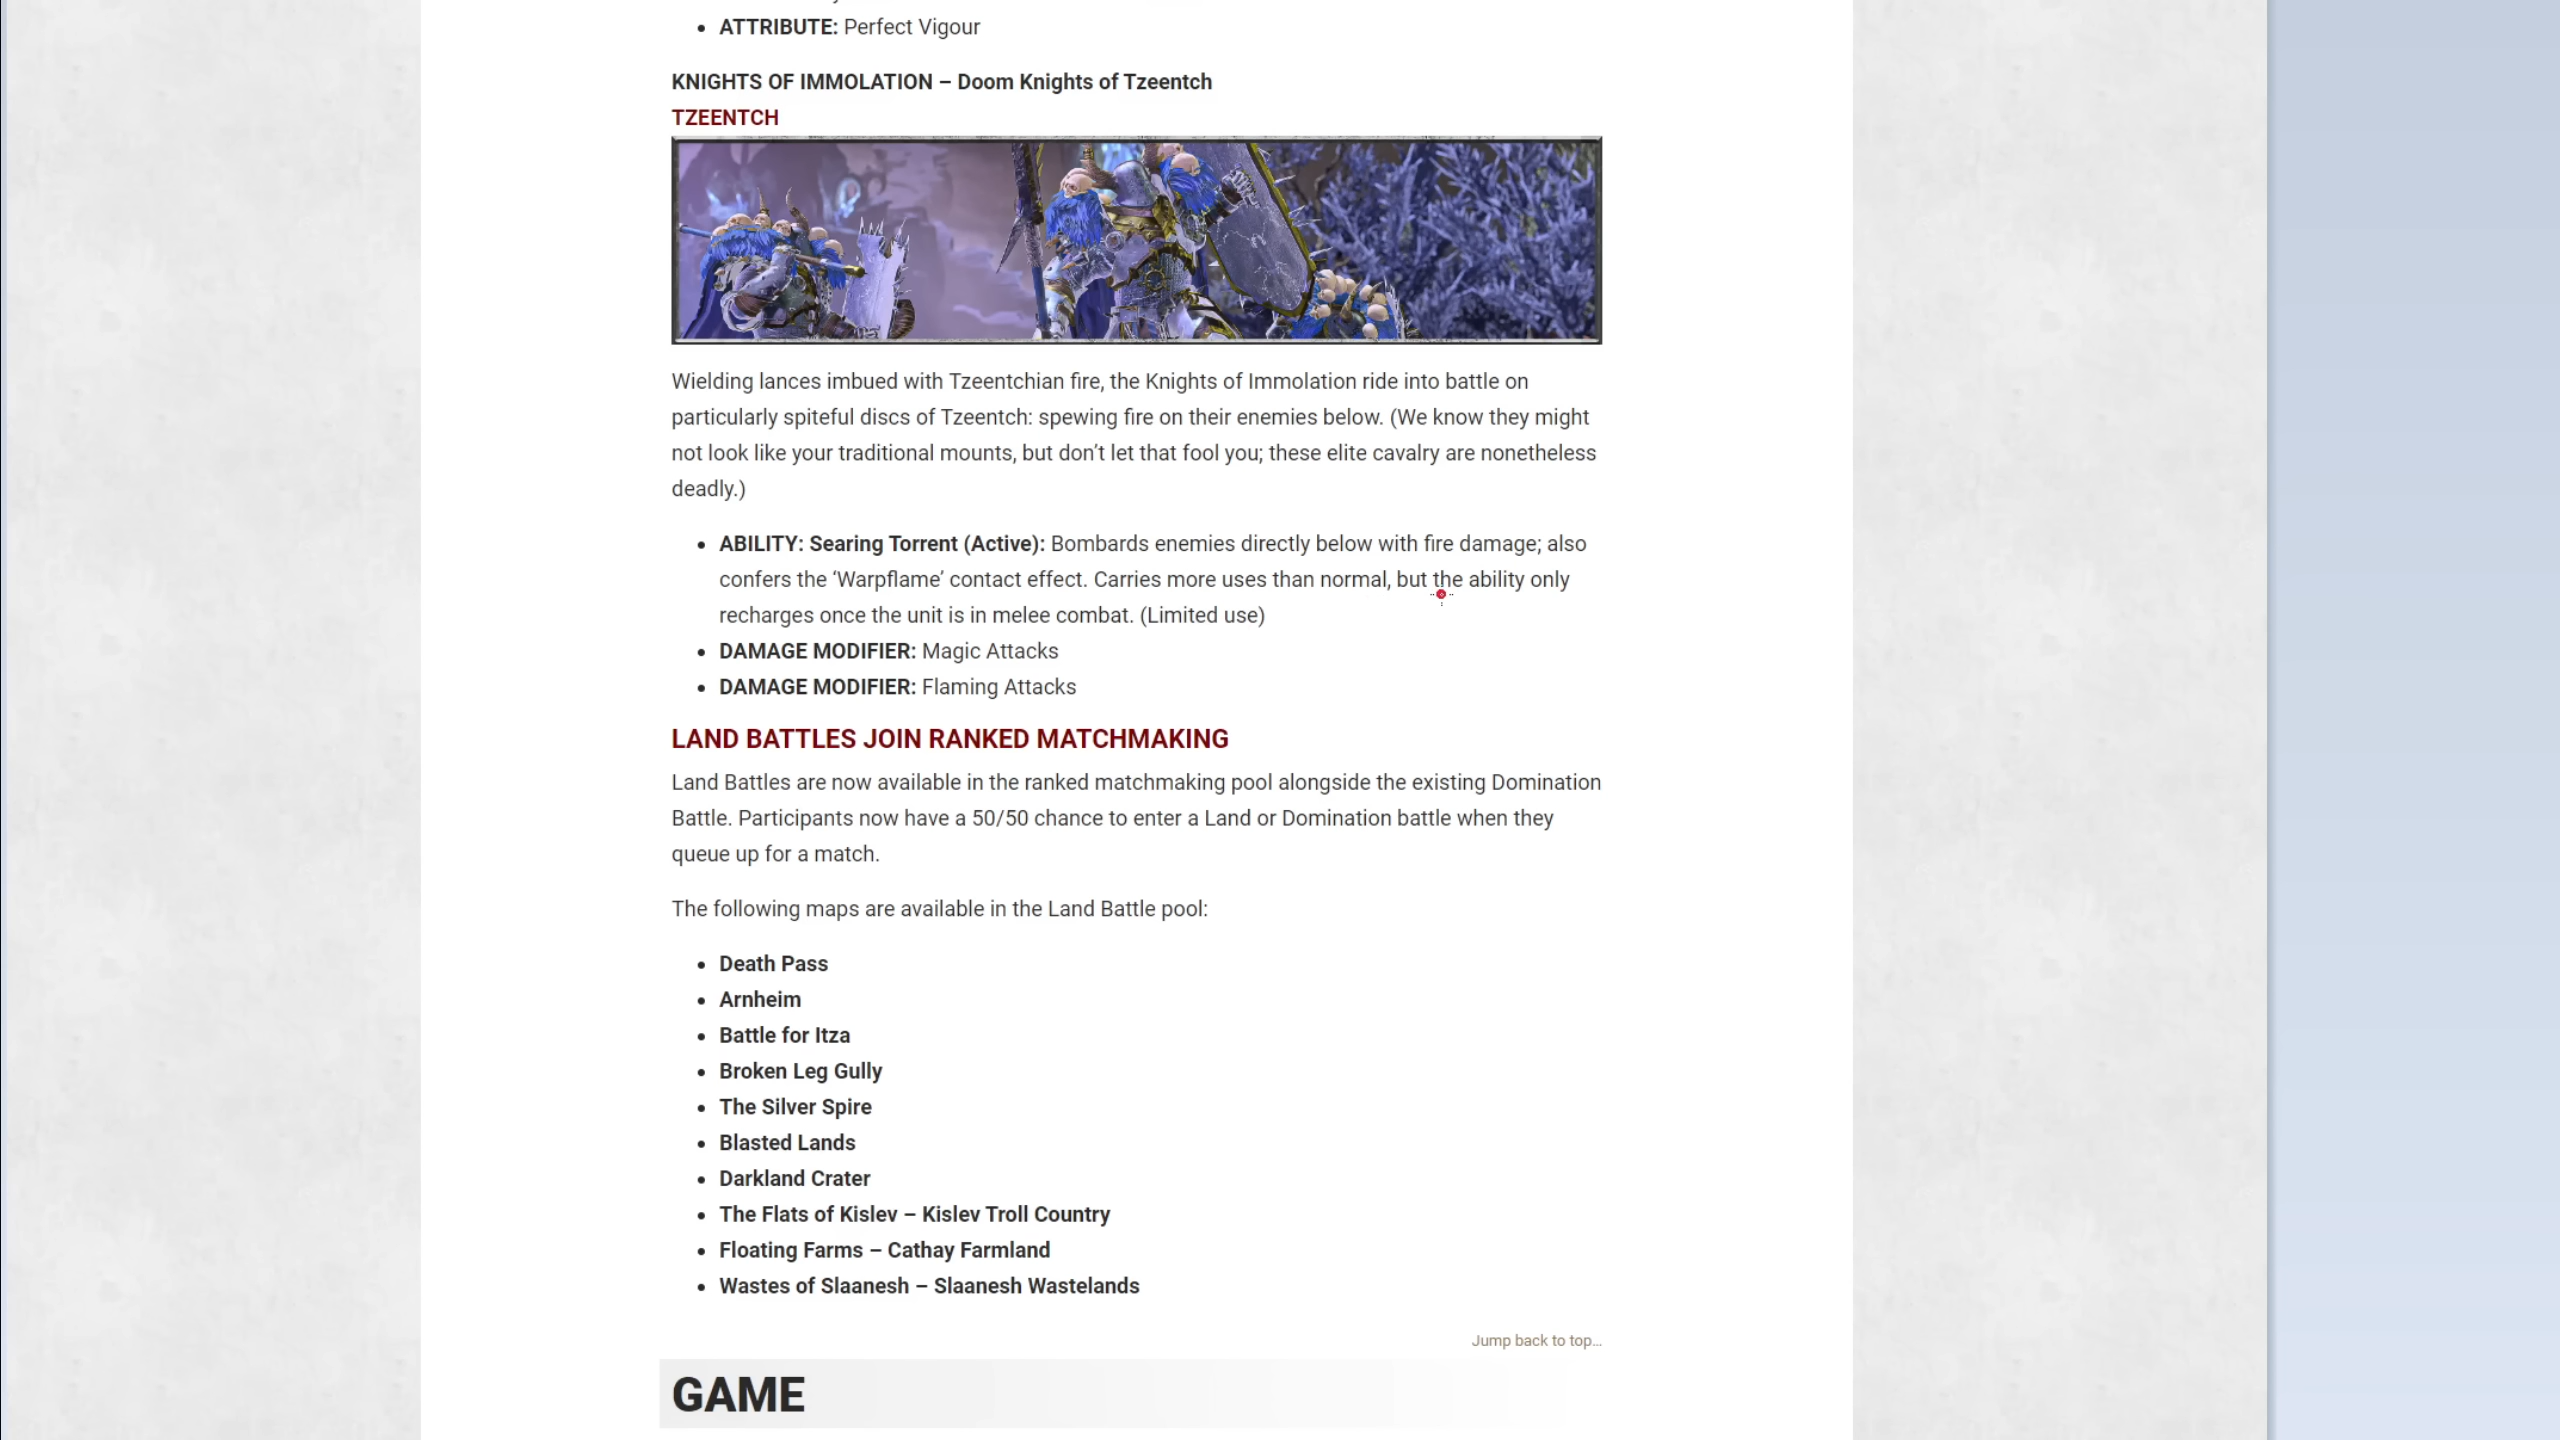 ATTRIBUTE: Perfect Vigour
KNIGHTS OF IMMOLATION – Doom Knights of Tzeentch
TZEENTCH
Wielding lances imbued with Tzeentchian fire, the Knights of Immolation ride into battle on
particularly spiteful discs of Tzeentch: spewing fire on their enemies below. (We know they might
not look like your traditional mounts, but don’t let that fool you; these elite cavalry are nonetheless
deadly.)
ABILITY: Searing Torrent (Active): Bombards enemies directly below with fire damage; also
confers the ‘Warpflame’ contact effect. Carries more uses than normal, but the ability only
recharges once the unit is in melee combat. (Limited use)
DAMAGE MODIFIER: Magic Attacks
DAMAGE MODIFIER: Flaming Attacks
LAND BATTLES JOIN RANKED MATCHMAKING
Land Battles are now available in the ranked matchmaking pool alongside the existing Domination
Battle. Participants now have a 50/50 chance to enter a Land or Domination battle when they
queue up for a match.
The following maps are available in the Land Battle pool:
Death Pass
Arnheim
Battle for Itza
Broken Leg Gully
The Silver Spire
Blasted Lands
Darkland Crater
The Flats of Kislev – Kislev Troll Country
Floating Farms – Cathay Farmland
Wastes of Slaanesh – Slaanesh Wastelands
Jump back to top...
GAME